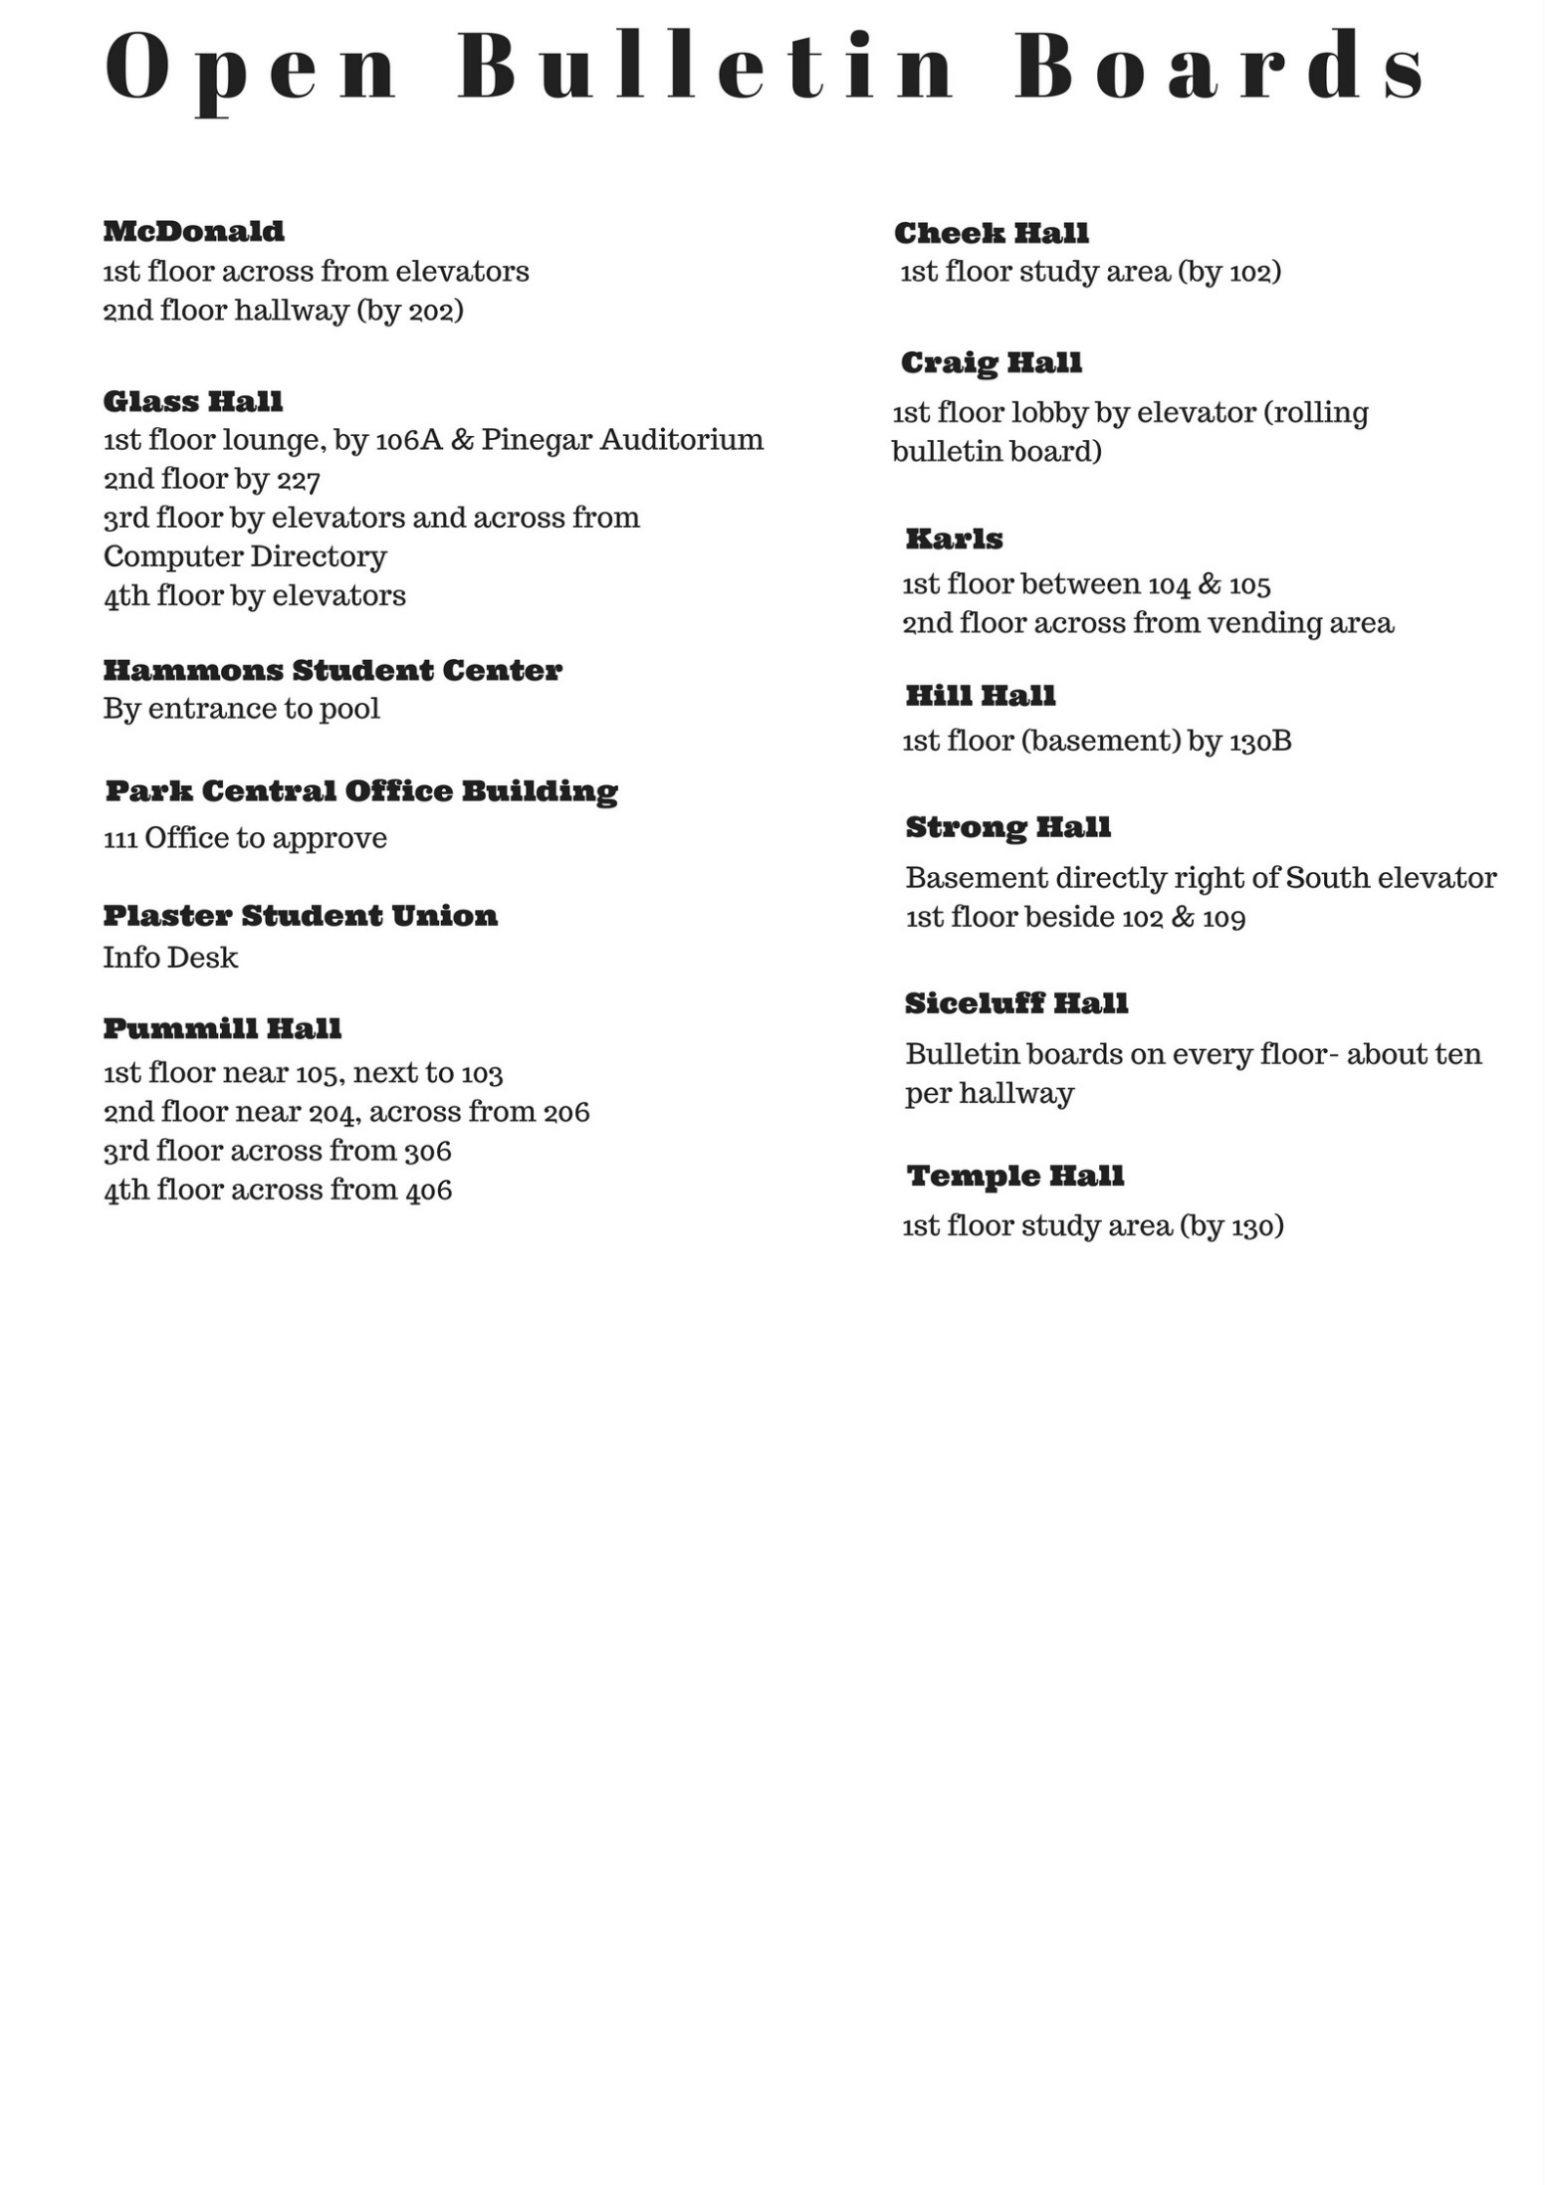 Open Bulletin Boards
McDonald
1st floor across from elevators
2nd floor hallway (by 202)
Glass Hall
1st floor lounge, by 106A & Pinegar Auditorium
2nd floor by 227
3rd floor by elevators and across from
Computer Directory
4th floor by elevators
Hammons Student Center
By entrance to pool
Park Central Office Building
111 Office to approve
Plaster Student Union
Info Desk
Pummill Hall
1st floor near 105, next to 103
2nd floor near 204, across from 206
3rd floor across from 306
4th floor across from 406
Cheek Hall
1st floor study area (by 102)
Craig Hall
1st floor lobby by elevator (rolling
bulletin board)
Karls
1st floor between 104 & 105
2nd floor across from vending area
Hill Hall
1st floor (basement) by 130B
Strong Hall
Basement directly right of South elevator
1st floor beside 102 & 109
Siceluff Hall
Bulletin boards on every floor- about ten
per hallway
Temple Hall
1st floor study area (by 130)